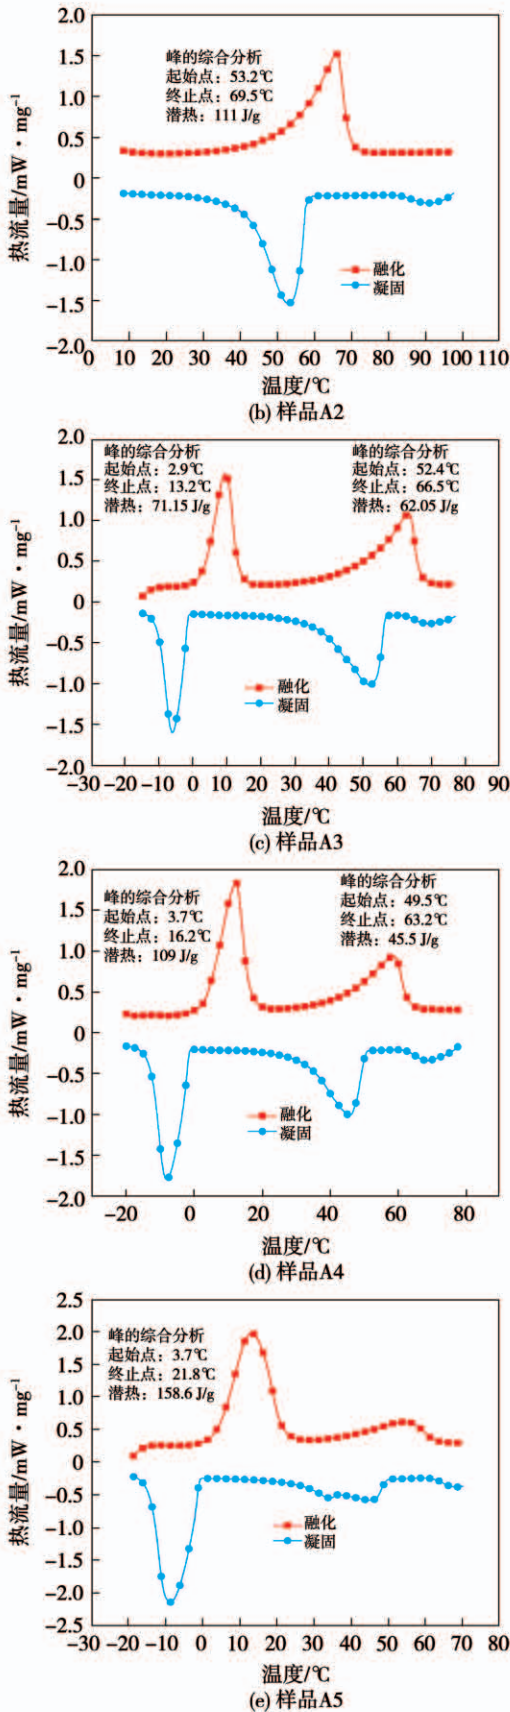 2.0
1.5
1.0
0.5
0
−0.5
−1.0
−1.5
−2.0
热流量/mW·mg⁻¹
峰的综合分析
起始点：53.2℃
终止点：69.5℃
潜热：111 J/g
融化
凝固
0 10 20 30 40 50 60 70 80 90 100 110
温度/℃
(b) 样品A2
2.0
1.5
1.0
0.5
0
−0.5
−1.0
−1.5
−2.0
热流量/mW·mg⁻¹
峰的综合分析
起始点：2.9℃
终止点：13.2℃
潜热：71.15 J/g
峰的综合分析
起始点：52.4℃
终止点：66.5℃
潜热：62.05 J/g
融化
凝固
−30 −20 −10 0 10 20 30 40 50 60 70 80 90
温度/℃
(c) 样品A3
2.0
1.5
1.0
0.5
0
−0.5
−1.0
−1.5
−2.0
热流量/mW·mg⁻¹
峰的综合分析
起始点：3.7℃
终止点：16.2℃
潜热：109 J/g
峰的综合分析
起始点：49.5℃
终止点：63.2℃
潜热：45.5 J/g
融化
凝固
−20 0 20 40 60 80
温度/℃
(d) 样品A4
2.5
2.0
1.5
1.0
0.5
0
−0.5
−1.0
−1.5
−2.0
−2.5
热流量/mW·mg⁻¹
峰的综合分析
起始点：3.7℃
终止点：21.8℃
潜热：158.6 J/g
融化
凝固
−30 −20 −10 0 10 20 30 40 50 60 70 80
温度/℃
(e) 样品A5